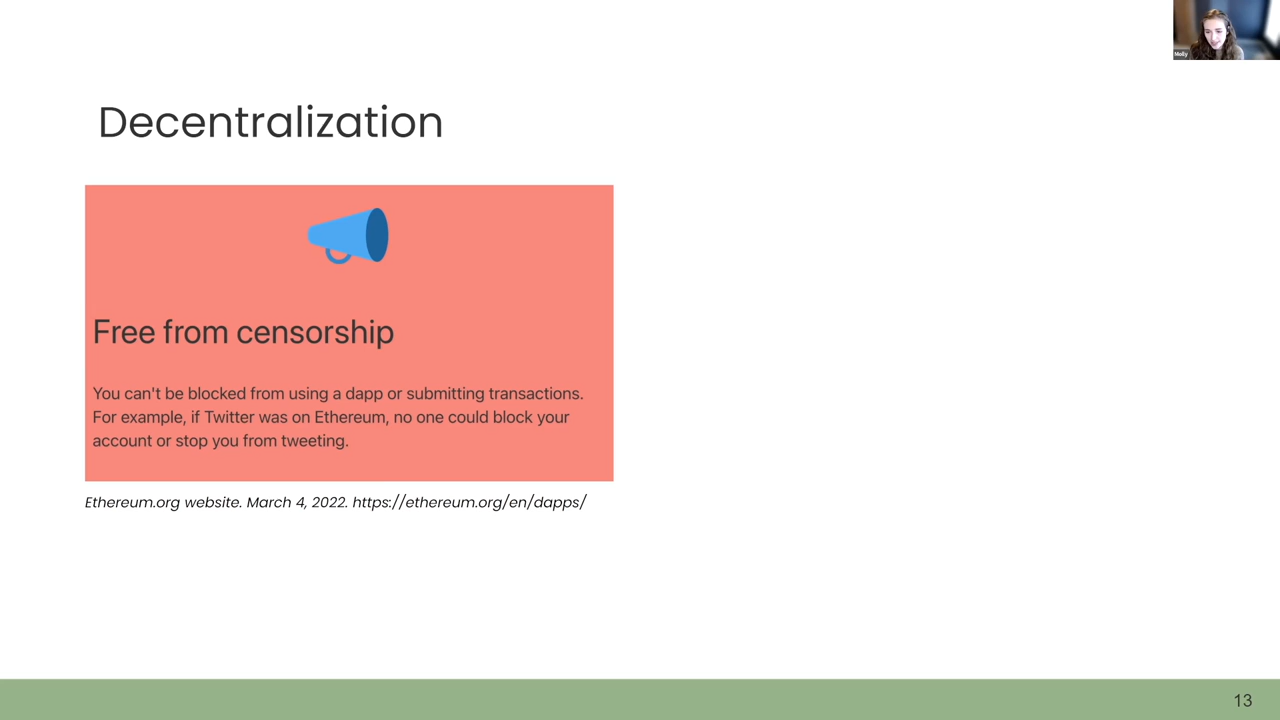 Molly
Decentralization
Free from censorship
You can't be blocked from using a dapp or submitting transactions.
For example, if Twitter was on Ethereum, no one could block your
account or stop you from tweeting.
Ethereum.org website. March 4, 2022. https://ethereum.org/en/dapps/
13